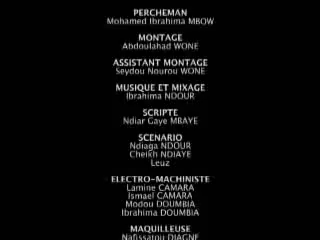 PERCHEMAN
Mohamed Ibrahima MBOW
MONTAGE
Abdoulahad WONE
ASSISTANT MONTAGE
Seydou Nourou WONE
MUSIQUE ET MIXAGE
Ibrahima NDOUR
SCRIPTE
Ndiar Gaye MBAYE
SCENARIO
Ndiaga NDOUR
Cheikh NDIAYE
Leuz
ELECTRO-MACHINISTE
Lamine CAMARA
Ismael CAMARA
Modou DOUMBIA
Ibrahima DOUMBIA
MAQUILLEUSE
Nafissatou DIAGNE